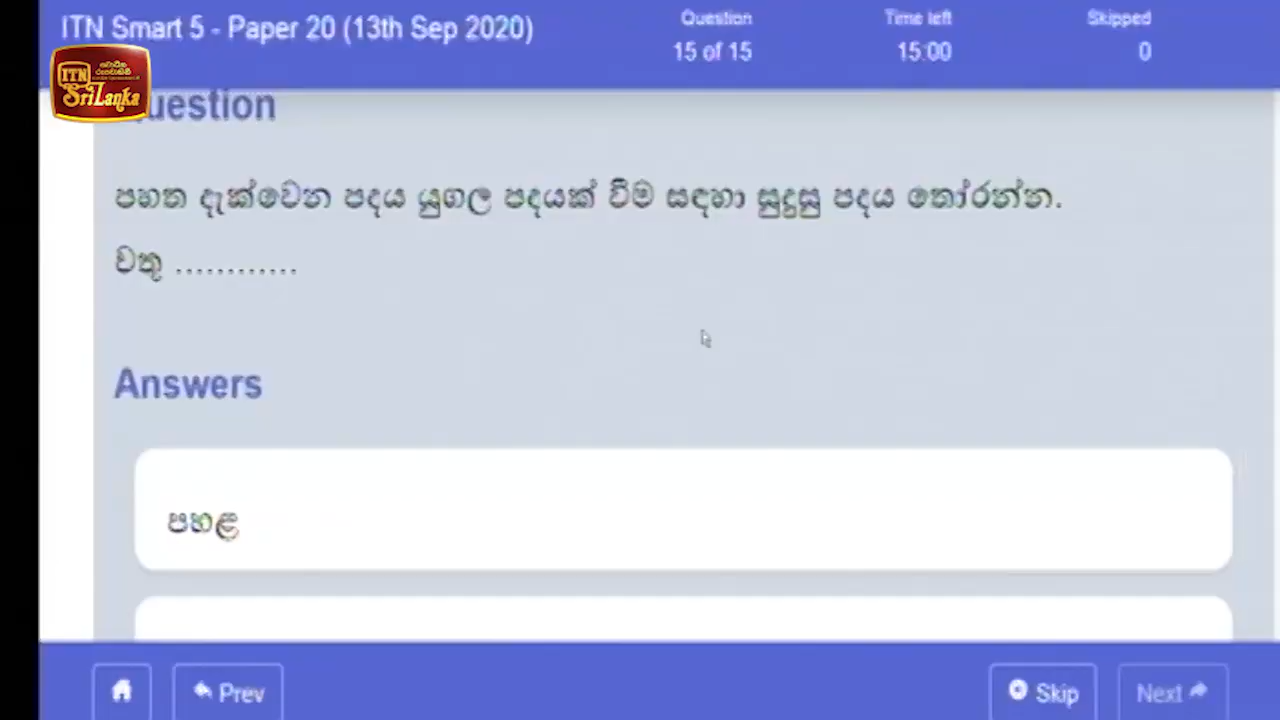 ITN Smart 5 - Paper 20 (13th Sep 2020)
Question
Time left
Skipped
15 of 15
15:00
0
ITN
SriLanka
uestion
පහත දැක්වෙන පදය යුගල පදයක් වීම සඳහා සුදුසු පදය තෝරන්න.
වතු ............
Answers
පහළ
Prev
Skip
Next